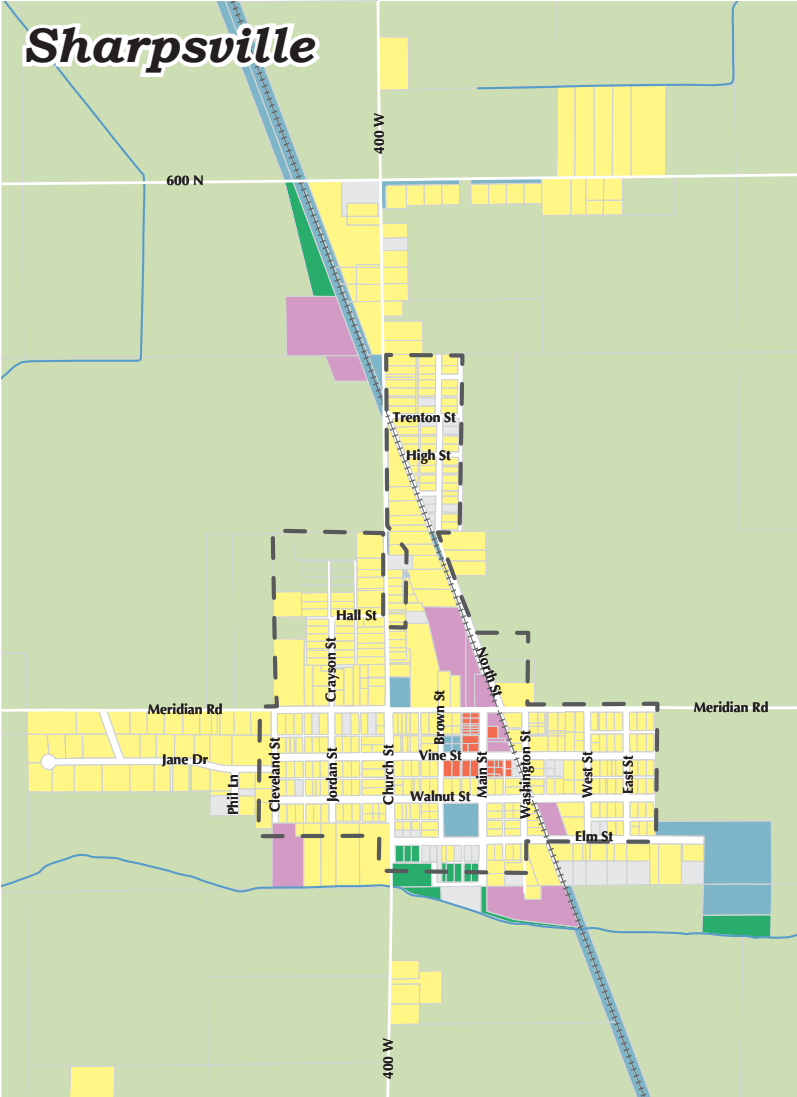 Sharpsville
400 W
600 N
Trenton St
High St
Hall St
Crayson St
North St
Meridian Rd
Brown St
Meridian Rd
Jane Dr
Phil Ln
Cleveland St
Jordan St
Church St
Vine St
Main St
Washington St
West St
East St
Walnut St
Elm St
400 W